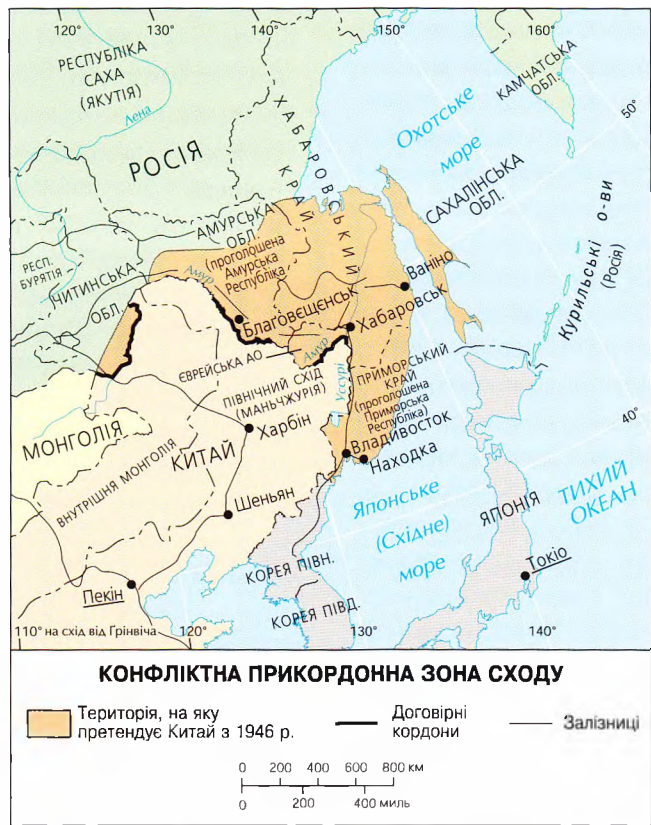 120°
130°
140°
150°
160°
РЕСПУБЛІКА
САХА
(ЯКУТІЯ)
Лена
КАМЧАТСЬКА
ОБЛ.
50°
Охотське
море
РОСІЯ
ХАБАРОВСЬКИЙ
КРАЙ
САХАЛІНСЬКА
ОБЛ.
АМУРСЬКА
ОБЛ.
(проголошена
Амурська
Республіка)
РЕСП.
БУРЯТІЯ
ЧИТИНСЬКА
ОБЛ.
Амур
Ваніно
Курильські о-ви
(Росія)
Благовєщенськ
Хабаровськ
Амур
ЄВРЕЙСЬКА АО
ПІВНІЧНИЙ СХІД
(МАНЬЧЖУРІЯ)
Уссурі
ПРИМОРСЬКИЙ
КРАЙ
(проголошена
Приморська
Республіка)
40°
МОНГОЛІЯ
Харбін
КИТАЙ
Владивосток
Находка
ВНУТРІШНЯ МОНГОЛІЯ
Шеньян
Японське
(Східне)
море
ЯПОНІЯ
ТИХИЙ
ОКЕАН
КОРЕЯ ПІВН.
Пекін
Токіо
КОРЕЯ ПІВД.
110° на схід від Ґрінвіча
120°
130°
140°
КОНФЛІКТНА ПРИКОРДОННА ЗОНА СХОДУ
Територія, на яку
претендує Китай з 1946 р.
Договірні
кордони
Залізниці
0 200 400 600 800 км
0 200 400 миль